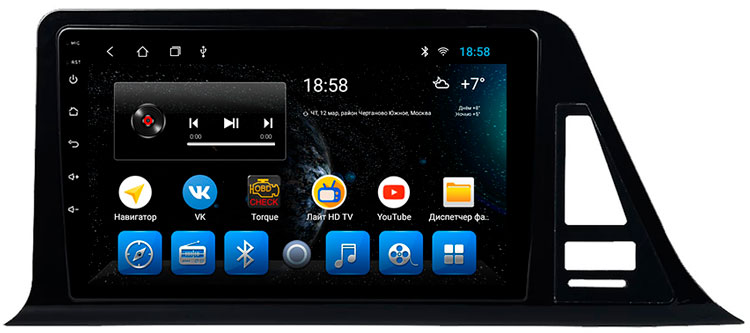 MIC
18:58
RST
18:58
+7°
ЧТ, 12 мар, район Чертаново Южное, Москва
Днём +8°
Ночью +5°
0:00
0:00
VK
OBD
CHECK
Навигатор
VK
Torque
Лайт HD TV
YouTube
Диспетчер фа..